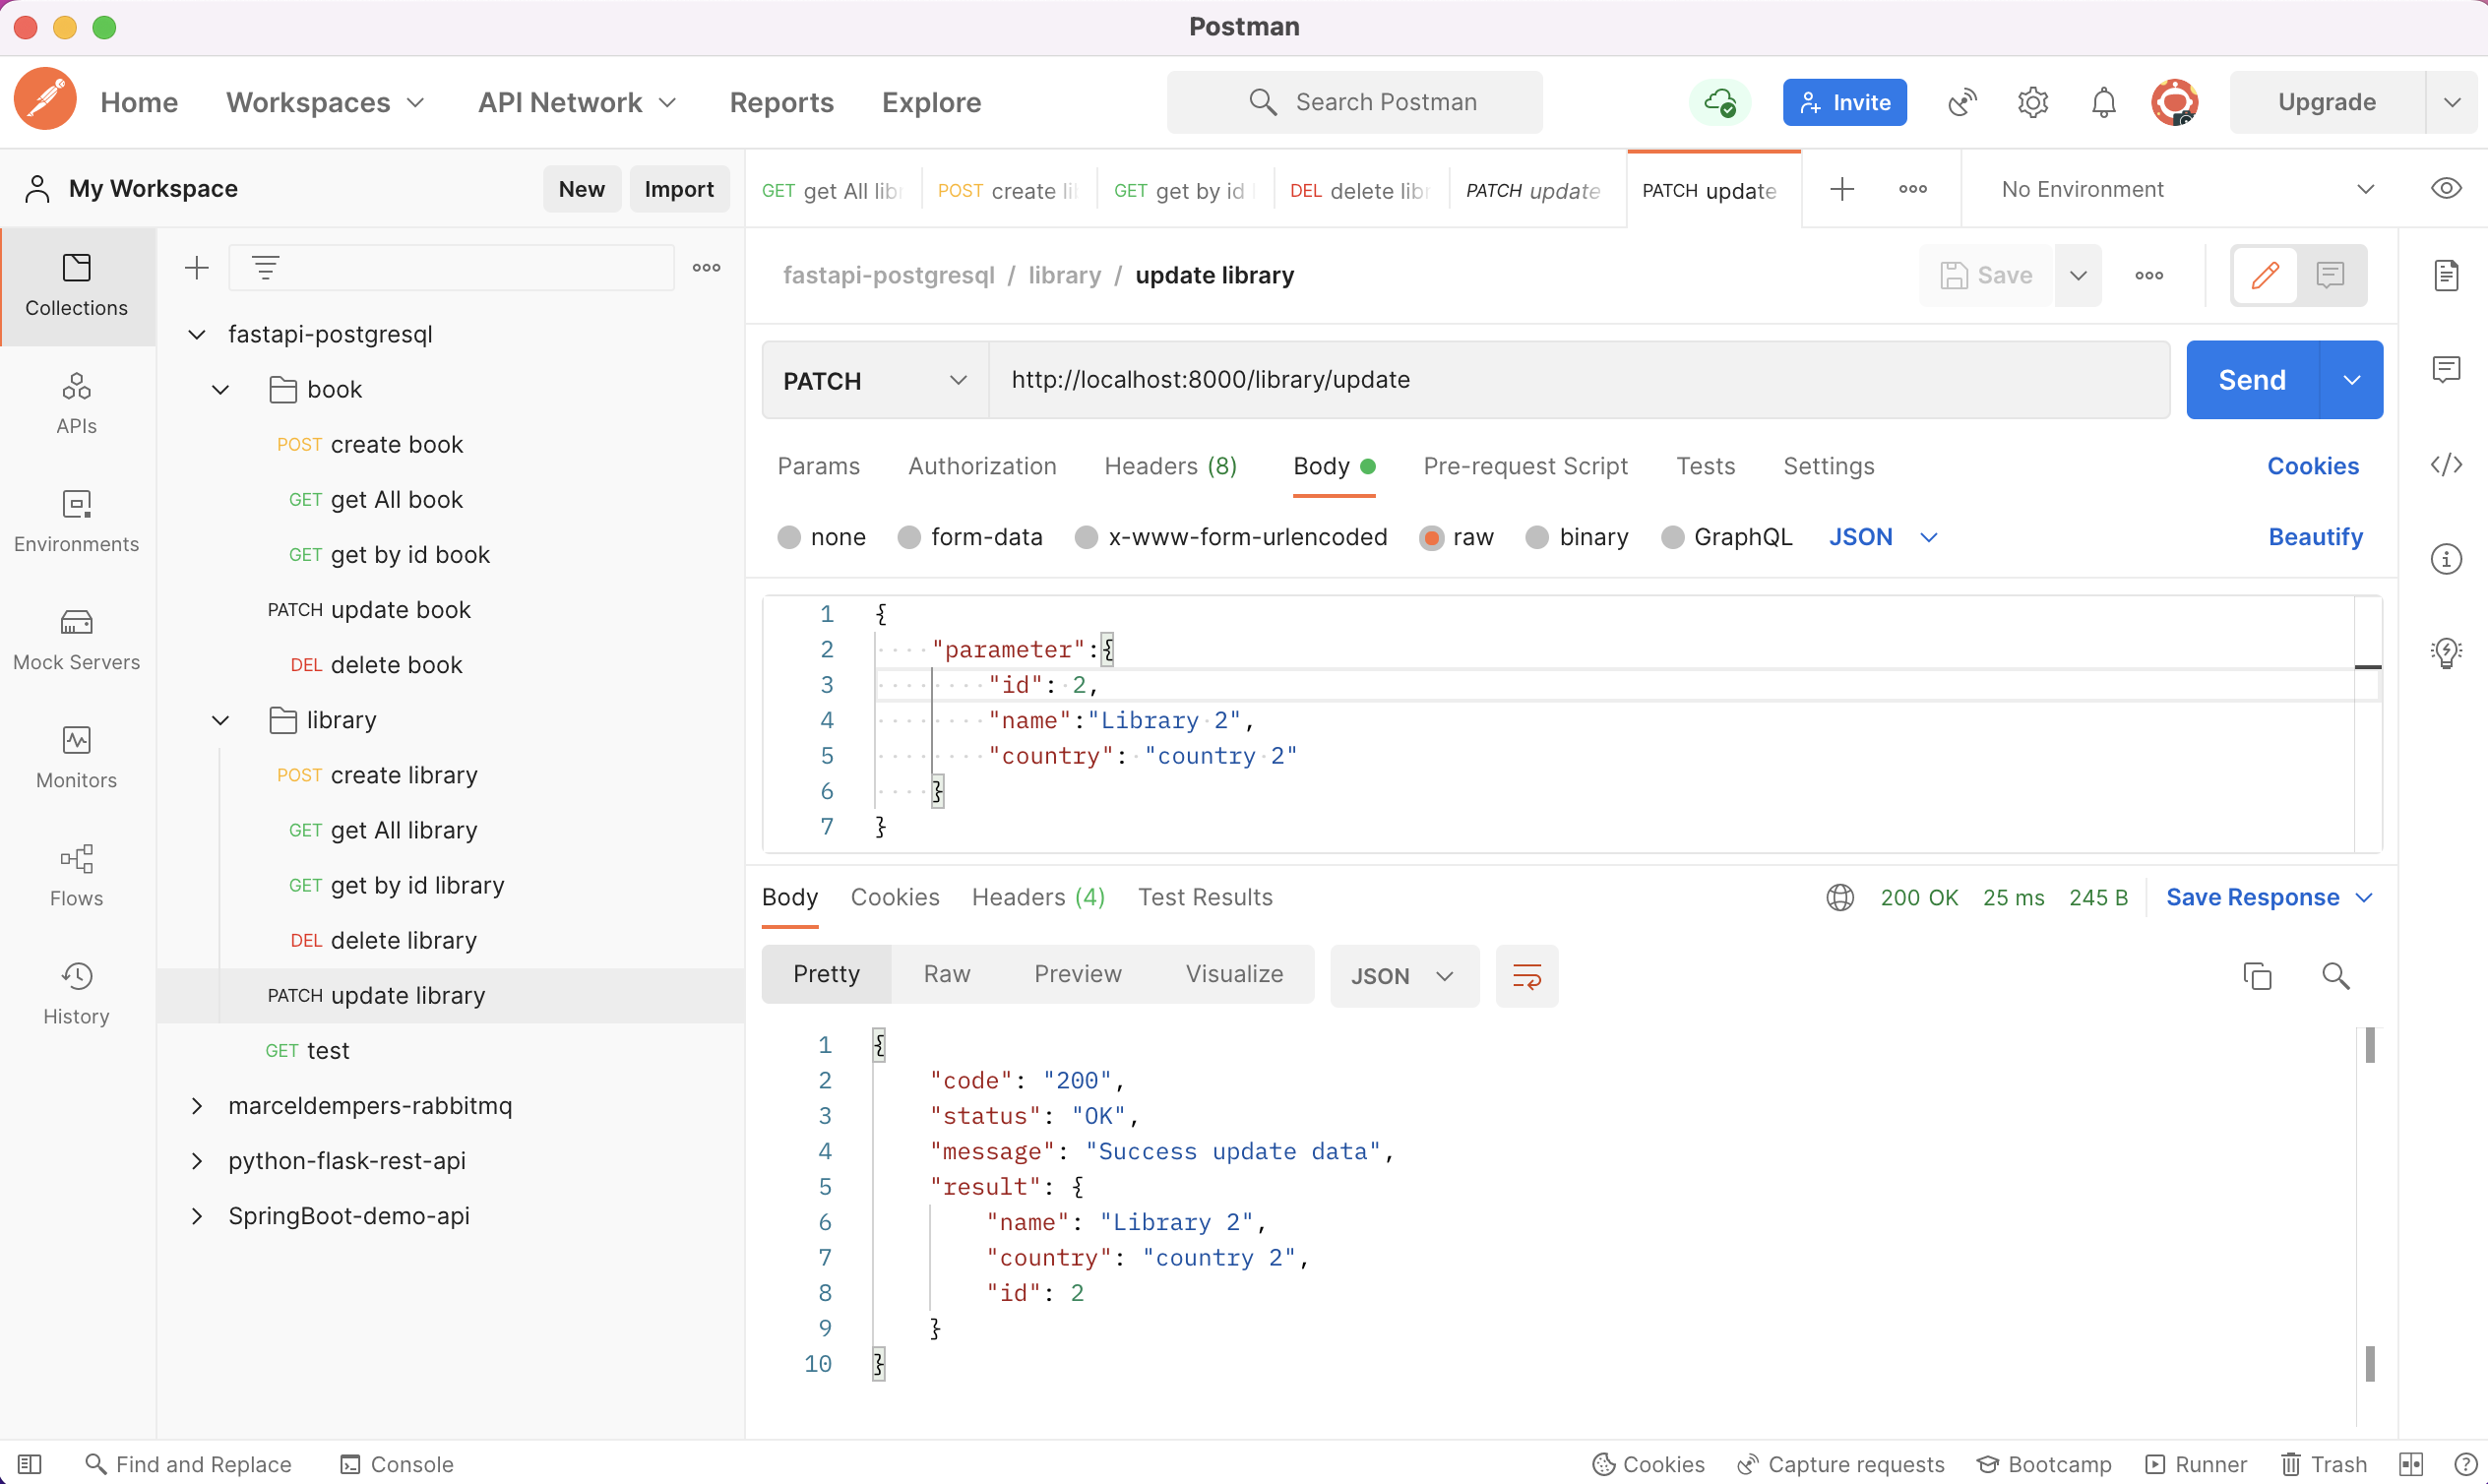 Postman
Home Workspaces API Network Reports Explore Search Postman Invite Upgrade
My Workspace New Import
GET get All libr POST create li GET get by id DEL delete libr PATCH update PATCH update No Environment
Collections
APIs
Environments
Mock Servers
Monitors
Flows
History
fastapi-postgresql
book
POST create book
GET get All book
GET get by id book
PATCH update book
DEL delete book
library
POST create library
GET get All library
GET get by id library
DEL delete library
PATCH update library
GET test
marceldempers-rabbitmq
python-flask-rest-api
SpringBoot-demo-api
fastapi-postgresql / library / update library Save
PATCH http://localhost:8000/library/update Send
Params Authorization Headers (8) Body Pre-request Script Tests Settings Cookies
none form-data x-www-form-urlencoded raw binary GraphQL JSON Beautify
1 {
2 "parameter":{
3 "id": 2,
4 "name":"Library 2",
5 "country": "country 2"
6 }
7 }
Body Cookies Headers (4) Test Results 200 OK 25 ms 245 B Save Response
Pretty Raw Preview Visualize JSON
1 {
2 "code": "200",
3 "status": "OK",
4 "message": "Success update data",
5 "result": {
6 "name": "Library 2",
7 "country": "country 2",
8 "id": 2
9 }
10 }
Find and Replace Console Cookies Capture requests Bootcamp Runner Trash